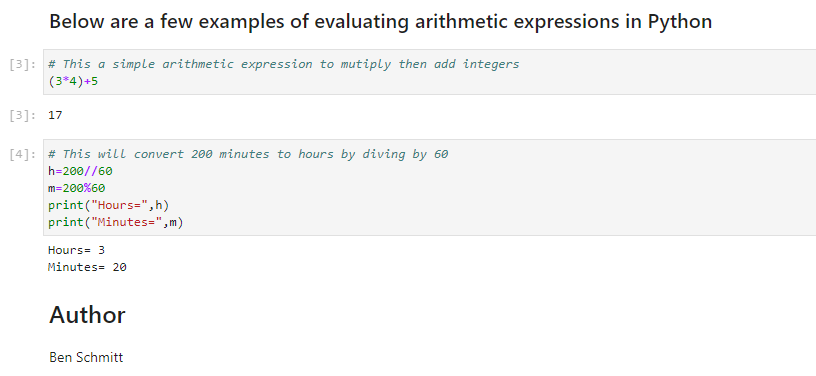 Below are a few examples of evaluating arithmetic expressions in Python
[3]: # This a simple arithmetic expression to mutiply then add integers
(3*4)+5
[3]: 17
[4]: # This will convert 200 minutes to hours by diving by 60
h=200//60
m=200%60
print("Hours=",h)
print("Minutes=",m)
Hours= 3
Minutes= 20
Author
Ben Schmitt